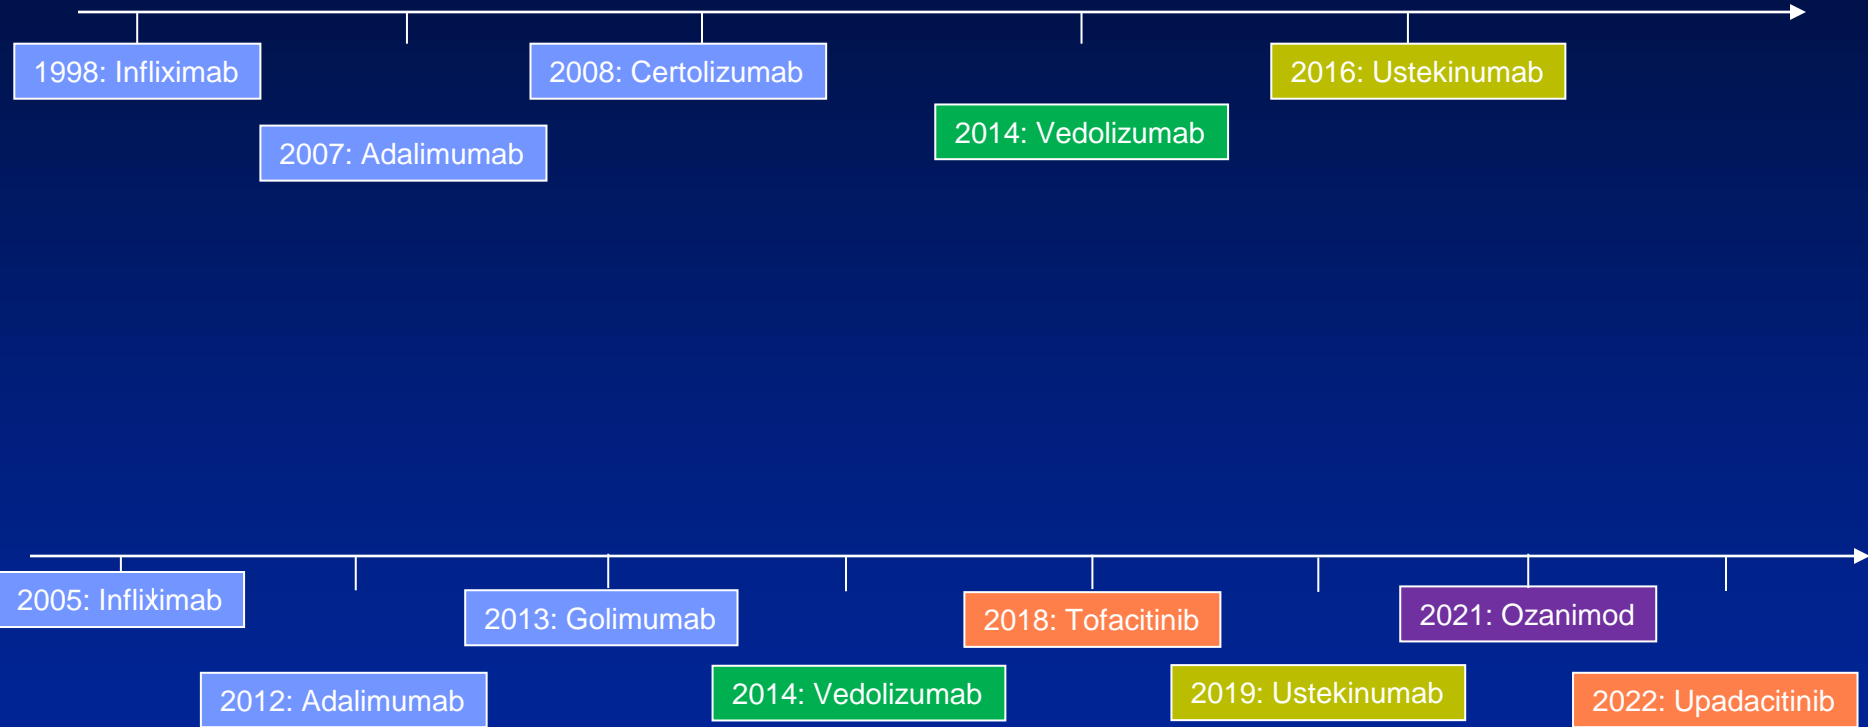 1998: Infliximab
2008: Certolizumab
2016: Ustekinumab
2014: Vedolizumab
2007: Adalimumab
2005: Infliximab
2013: Golimumab
2018: Tofacitinib
2021: Ozanimod
2012: Adalimumab
2014: Vedolizumab
2019: Ustekinumab
2022: Upadacitinib